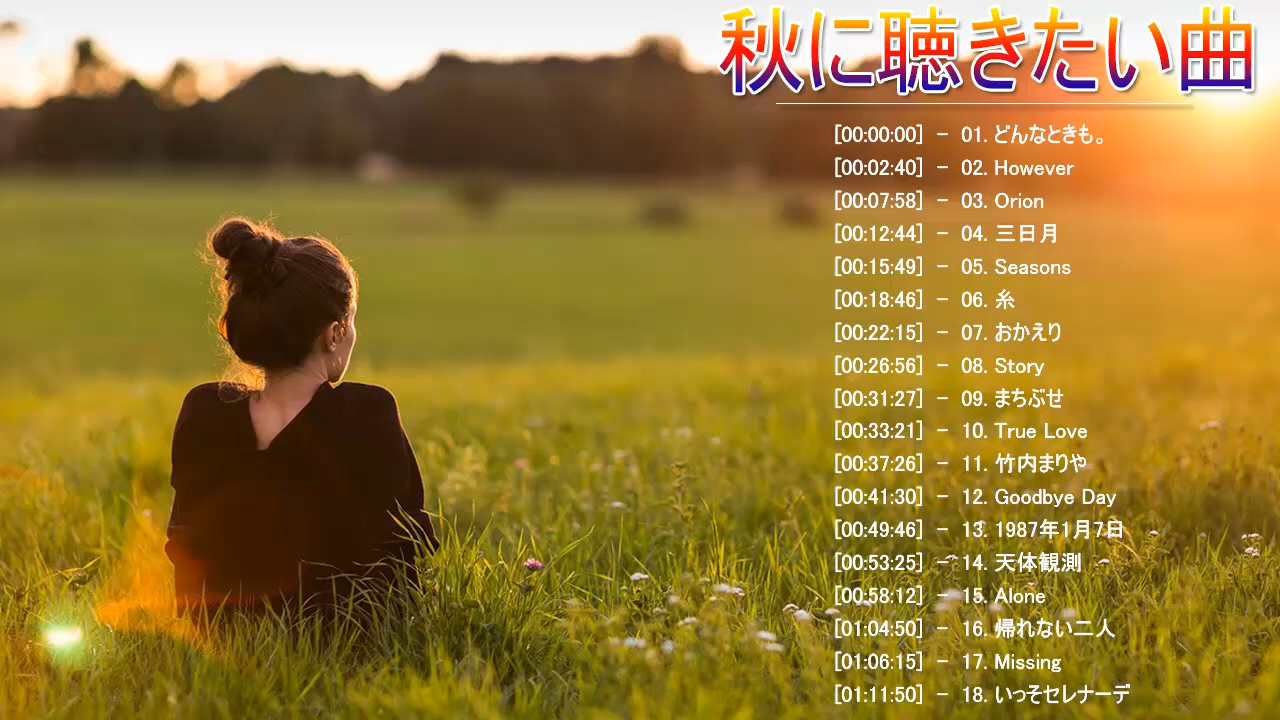 秋に聴きたい曲
[00:00:00] - 01. どんなときも。
[00:02:40] - 02. However
[00:07:58] - 03. Orion
[00:12:44] - 04. 三日月
[00:15:49] - 05. Seasons
[00:18:46] - 06. 糸
[00:22:15] - 07. おかえり
[00:26:56] - 08. Story
[00:31:27] - 09. まちぶせ
[00:33:21] - 10. True Love
[00:37:26] - 11. 竹内まりや
[00:41:30] - 12. Goodbye Day
[00:49:46] - 13. 1987年1月7日
[00:53:25] - 14. 天体観測
[00:58:12] - 15. Alone
[01:04:50] - 16. 帰れない二人
[01:06:15] - 17. Missing
[01:11:50] - 18. いっそセレナーデ